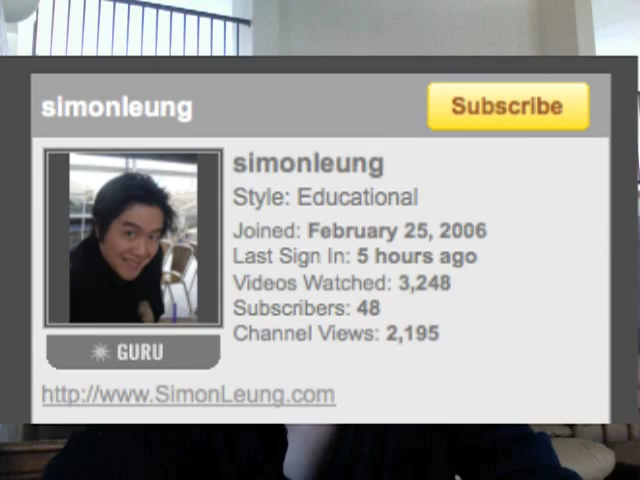 simonleung
Subscribe
simonleung
Style: Educational
Joined: February 25, 2006
Last Sign In: 5 hours ago
Videos Watched: 3,248
Subscribers: 48
Channel Views: 2,195
GURU
http://www.SimonLeung.com